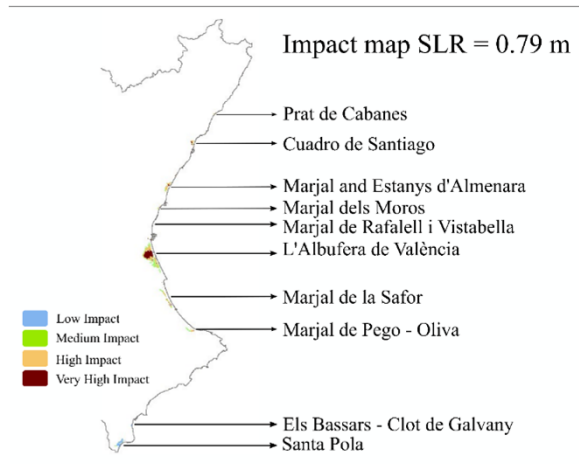 Impact map SLR = 0.79 m
Prat de Cabanes
Cuadro de Santiago
Marjal and Estanys d'Almenara
Marjal dels Moros
Marjal de Rafalell i Vistabella
L'Albufera de València
Marjal de la Safor
Marjal de Pego - Oliva
Low Impact
Medium Impact
High Impact
Very High Impact
Els Bassars - Clot de Galvany
Santa Pola